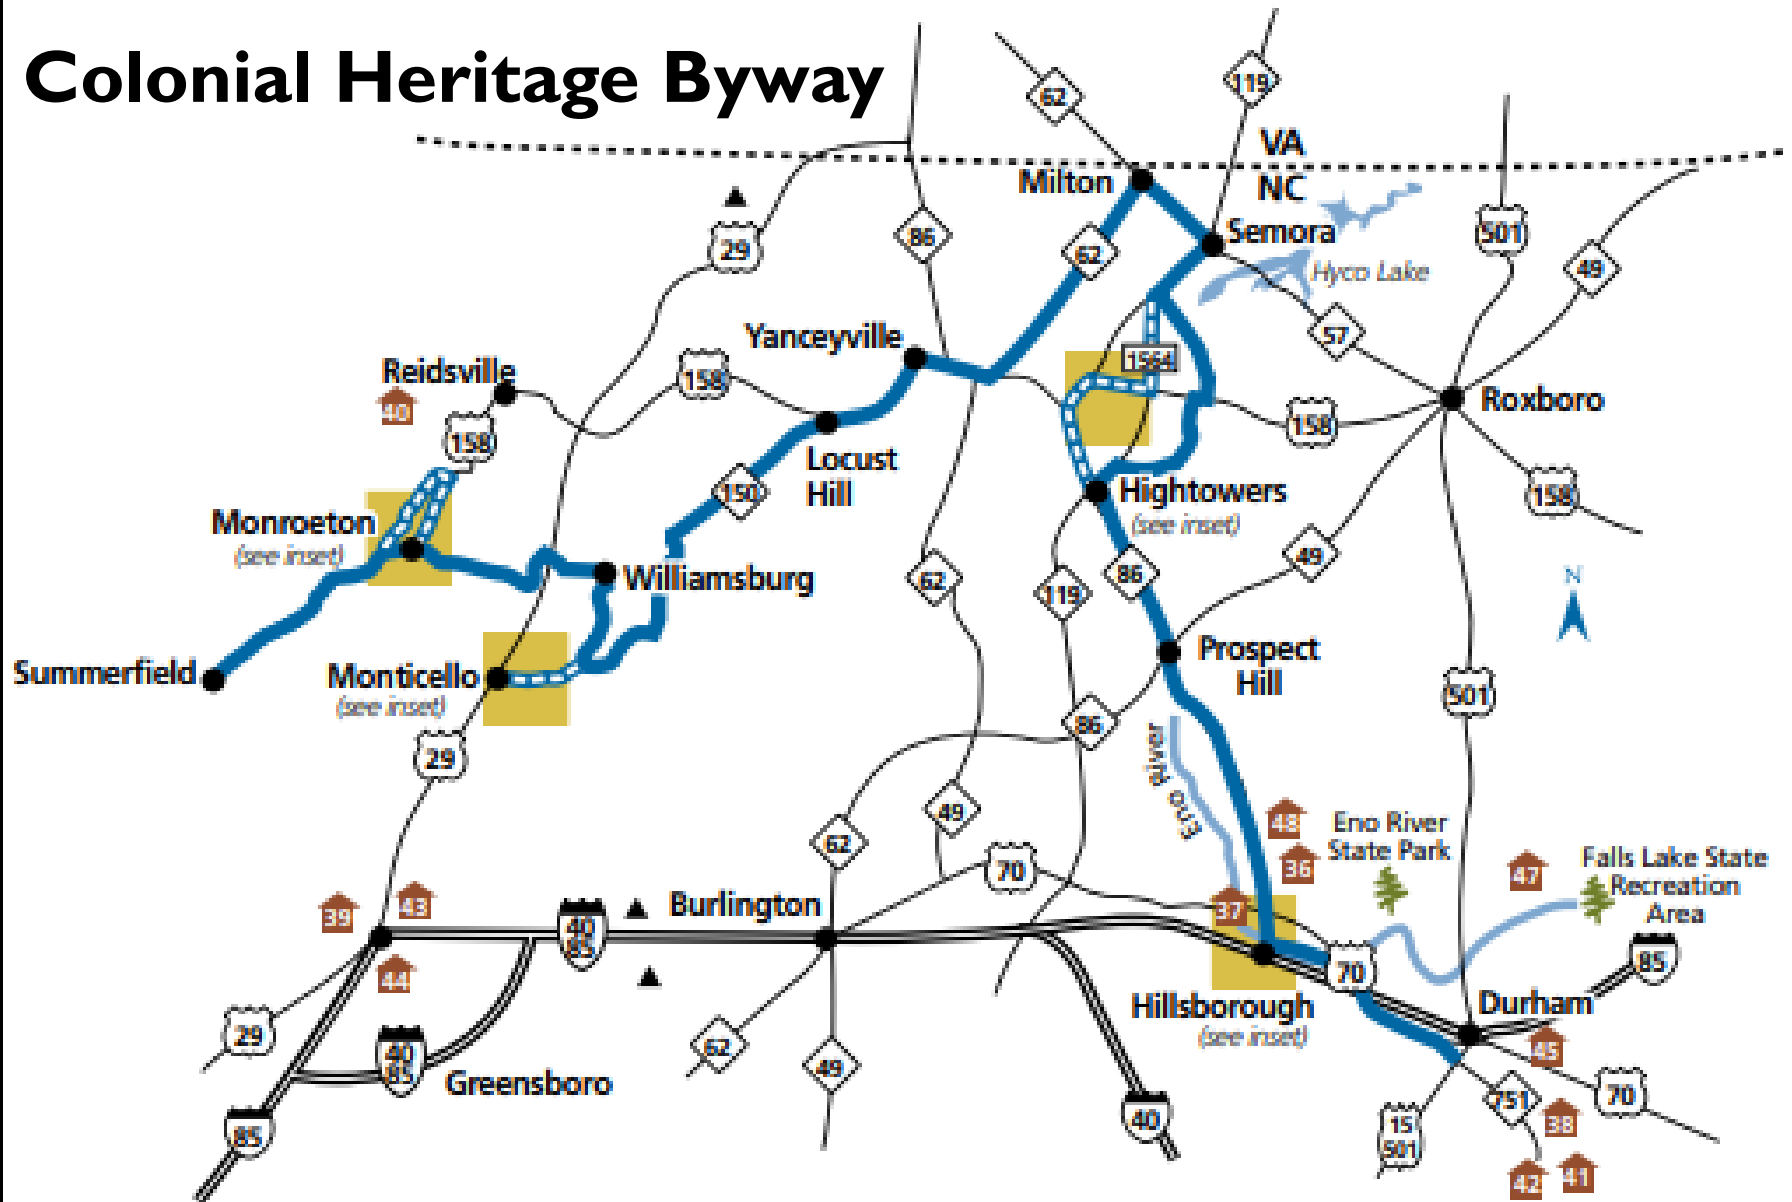 Colonial Heritage Byway
62
119
VA
NC
Milton
Semora
Hyco Lake
29
86
62
501
49
57
Yanceyville
1564
Reidsville
158
40
158
158
Roxboro
Locust
Hill
150
Hightowers
(see inset)
158
Monroeton
(see inset)
Williamsburg
62
119
86
49
N
Summerfield
Monticello
(see inset)
Prospect
Hill
501
86
29
Eno River
49
62
70
48
36
Eno River
State Park
47
Falls Lake State
Recreation
Area
39
43
40
85
Burlington
37
44
70
85
Hillsborough
(see inset)
Durham
29
40
85
Greensboro
62
49
45
85
40
15
501
751
38
70
42
41